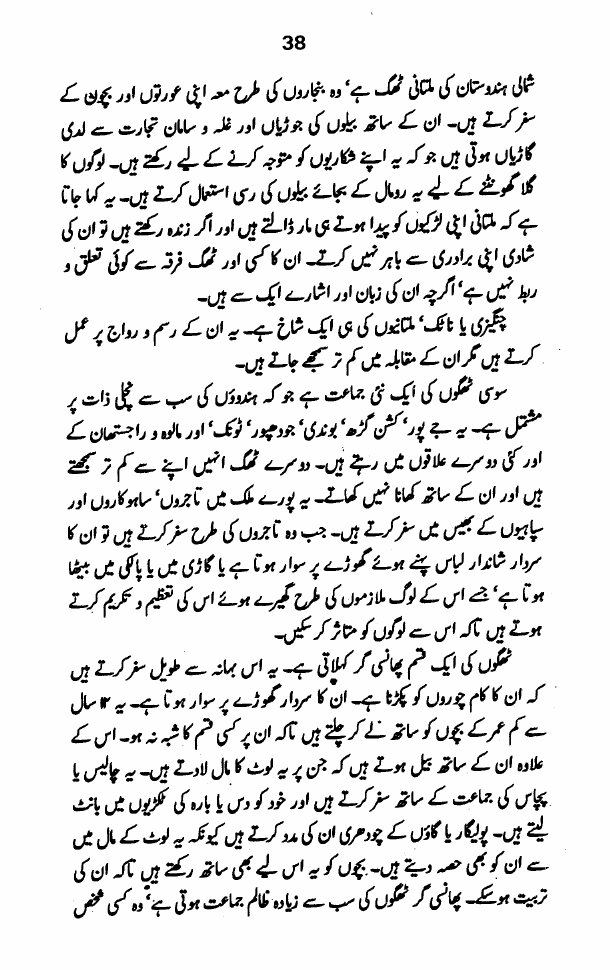 38
شمالی ہندوستان کی ملتانی ٹھگ ہے، وہ بنجاروں کی طرح معہ اپنی عورتوں اور بچوں کے
سفر کرتے ہیں۔ ان کے ساتھ بیلوں کی جوڑیاں اور غلہ و سامان تجارت سے لدی
گاڑیاں ہوتی ہیں جو کہ یہ اپنے شکاریوں کو متوجہ کرنے کے لیے رکھتے ہیں۔ لوگوں کا
گلا گھونٹنے کے لیے یہ رومال کے بجائے بیلوں کی رسی استعمال کرتے ہیں۔ یہ کہا جاتا
ہے کہ ملتانی اپنی لڑکیوں کو پیدا ہوتے ہی مار ڈالتے ہیں اور اگر زندہ رکھتے ہیں تو ان کی
شادی اپنی برادری سے باہر نہیں کرتے۔ ان کا کسی اور ٹھگ فرقہ سے کوئی تعلق و
ربط نہیں ہے، اگرچہ ان کی زبان اور اشارے ایک سے ہیں۔
چنگیزی یا نائک، ملتانیوں کی ہی ایک شاخ ہے۔ یہ ان کے رسم و رواج پر عمل
کرتے ہیں مگر ان کے مقابلہ میں کم تر سمجھے جاتے ہیں۔
سوسی ٹھگوں کی ایک نئی جماعت ہے جو کہ ہندوؤں کی سب سے نچلی ذات پر
مشتمل ہے۔ یہ جے پور، کشن گڑھ، بوندی، جودھپور، ٹونک، اور مالوہ و راجستھان کے
اور کئی دوسرے علاقوں میں رہتے ہیں۔ دوسرے ٹھگ انہیں اپنے سے کم تر سمجھتے
ہیں اور ان کے ساتھ کھانا نہیں کھاتے۔ یہ پورے ملک میں تاجروں، ساہوکاروں اور
سپاہیوں کے بھیس میں سفر کرتے ہیں۔ جب وہ تاجروں کی طرح سفر کرتے ہیں تو ان کا
سردار شاندار لباس پہنے ہوئے گھوڑے پر سوار ہوتا ہے یا گاڑی میں یا پالکی میں بیٹھا
ہوتا ہے، جسے اس کے لوگ ملازموں کی طرح گھیرے ہوئے اس کی تعظیم و تکریم کرتے
ہوتے ہیں تاکہ اس سے لوگوں کو متاثر کر سکیں۔
ٹھگوں کی ایک قسم پھانسی گر کہلاتی ہے۔ یہ اس بہانہ سے طویل سفر کرتے ہیں
کہ ان کا کام چوروں کو پکڑنا ہے۔ ان کا سردار گھوڑے پر سوار ہوتا ہے۔ یہ ۱۲ سال
سے کم عمر کے بچوں کو ساتھ لے کر چلتے ہیں تاکہ ان پر کسی قسم کا شبہ نہ ہو۔ اس کے
علاوہ ان کے ساتھ بیل ہوتے ہیں کہ جن پر یہ لوٹ کا مال لادتے ہیں۔ یہ چالیس یا
پچاس کی جماعت کے ساتھ سفر کرتے ہیں اور خود کو دس یا بارہ کی ٹکڑیوں میں بانٹ
لیتے ہیں۔ پولیگار یا گاؤں کے چودھری ان کی مدد کرتے ہیں کیونکہ یہ لوٹ کے مال میں
سے ان کو بھی حصہ دیتے ہیں۔ بچوں کو یہ اس لیے بھی ساتھ رکھتے ہیں تاکہ ان کی
تربیت ہو سکے۔ پھانسی گر ٹھگوں کی سب سے زیادہ ظالم جماعت ہوتی ہے، وہ کسی شخص